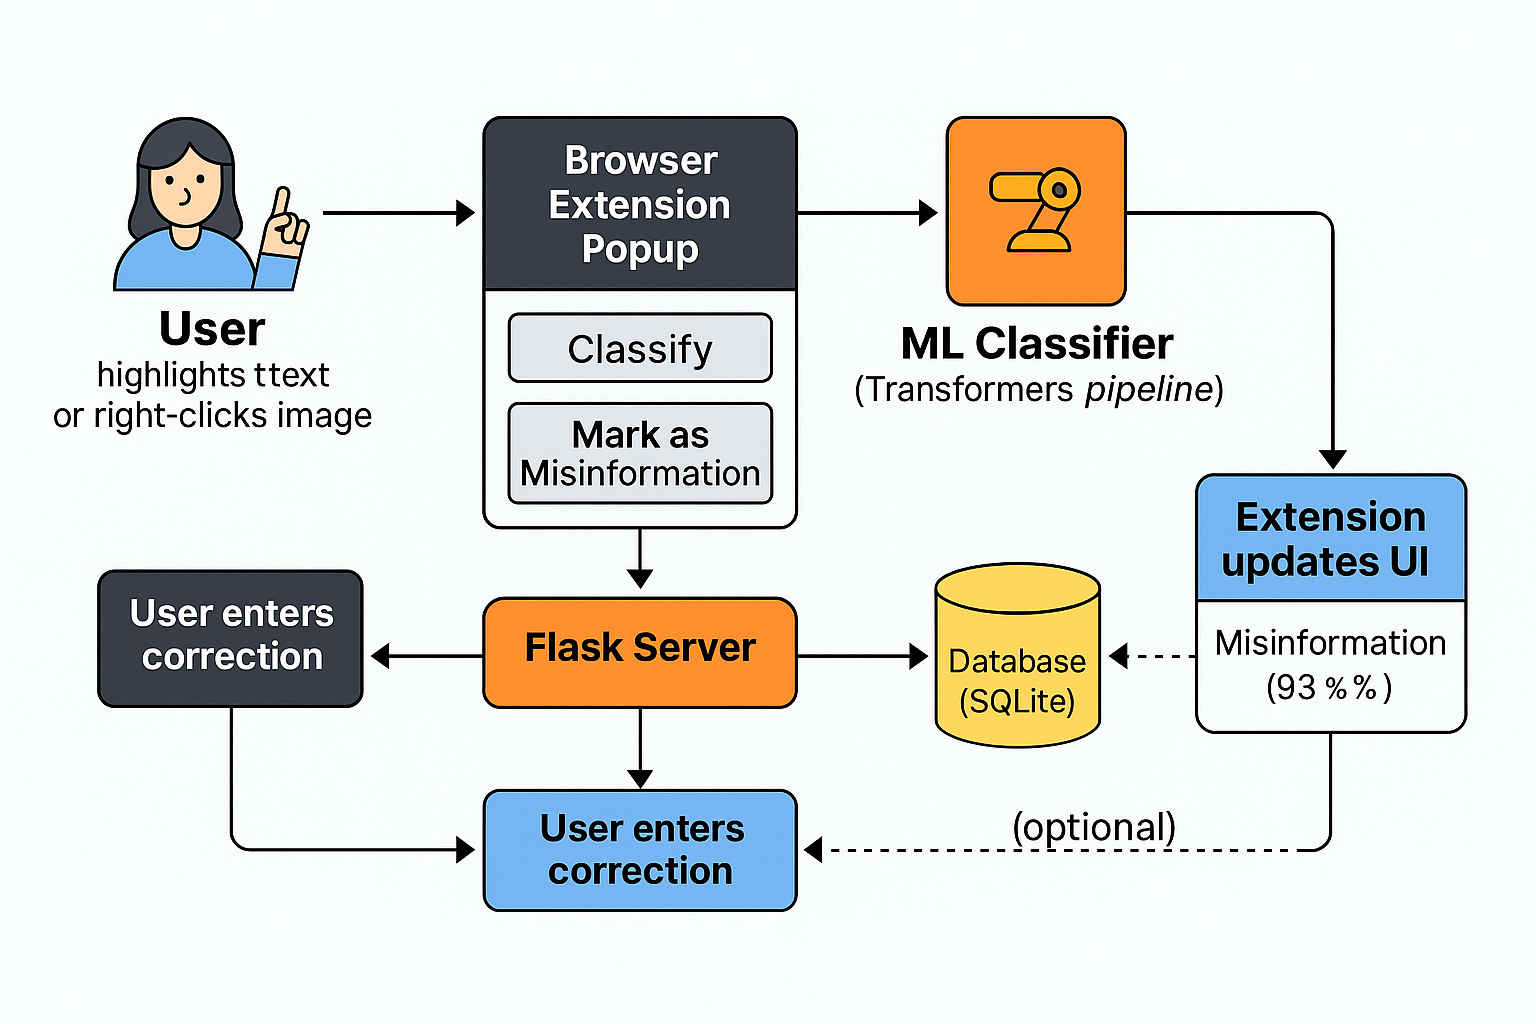 User
highlights ttext
or right-clicks image
Browser
Extension
Popup
Classify
Mark as
Misinformation
ML Classifier
(Transformers pipeline)
Extension
updates UI
Misinformation
(93 %%)
User enters
correction
Flask Server
Database
(SQLite)
User enters
correction
(optional)